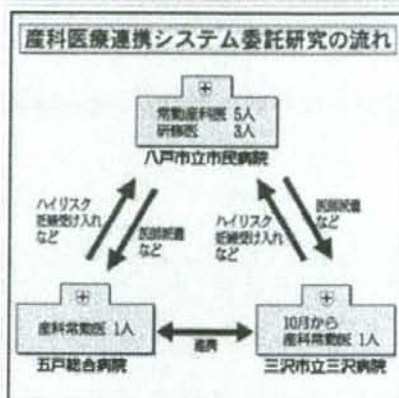 産科医療連携システム委託研究の流れ
常勤産科医 5人
研修医 3人
八戸市立市民病院
ハイリスク
妊婦受け入れ
など
医師派遣
など
ハイリスク
妊婦受け入れ
など
医師派遣
など
産科常勤医 1人
五戸総合病院
連携
10月から
産科常勤医 1人
三沢市立三沢病院